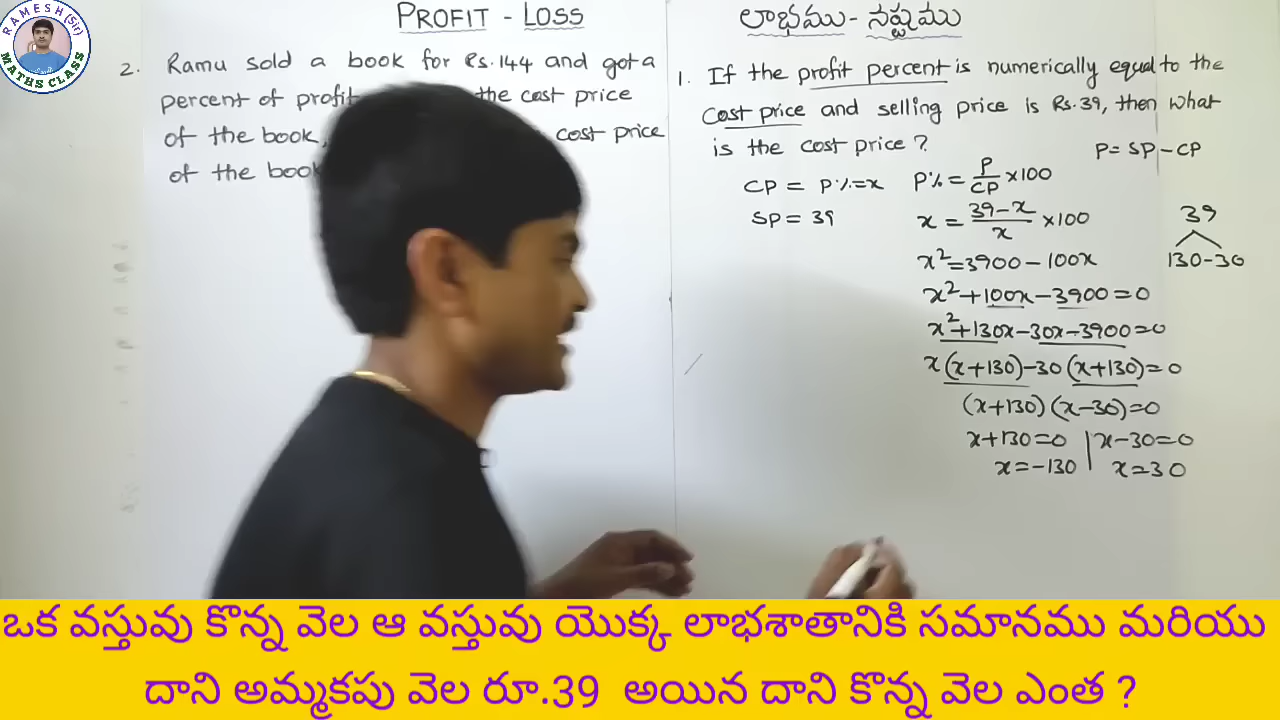 RAMESH (Sir)
MATHS CLASS
PROFIT - LOSS
2. Ramu sold a book for Rs.144 and got a
percent of profit the cost price
of the book, cost price
of the book
లాభము - నష్టము
1. If the profit percent is numerically equal to the
cost price and selling price is Rs.39, then what
is the cost price ?
P = SP - CP
CP = P% = x
SP = 39
P% = P/CP × 100
x = 39-x/x × 100
x² = 3900 - 100x
x² + 100x - 3900 = 0
x² + 130x - 30x - 3900 = 0
x(x+130) - 30(x+130) = 0
(x+130)(x-30) = 0
x+130=0 | x-30=0
x=-130 | x=30
39
130-30
ఒక వస్తువు కొన్న వెల ఆ వస్తువు యొక్క లాభశాతానికి సమానము మరియు
దాని అమ్మకపు వెల రూ.39 అయిన దాని కొన్న వెల ఎంత ?